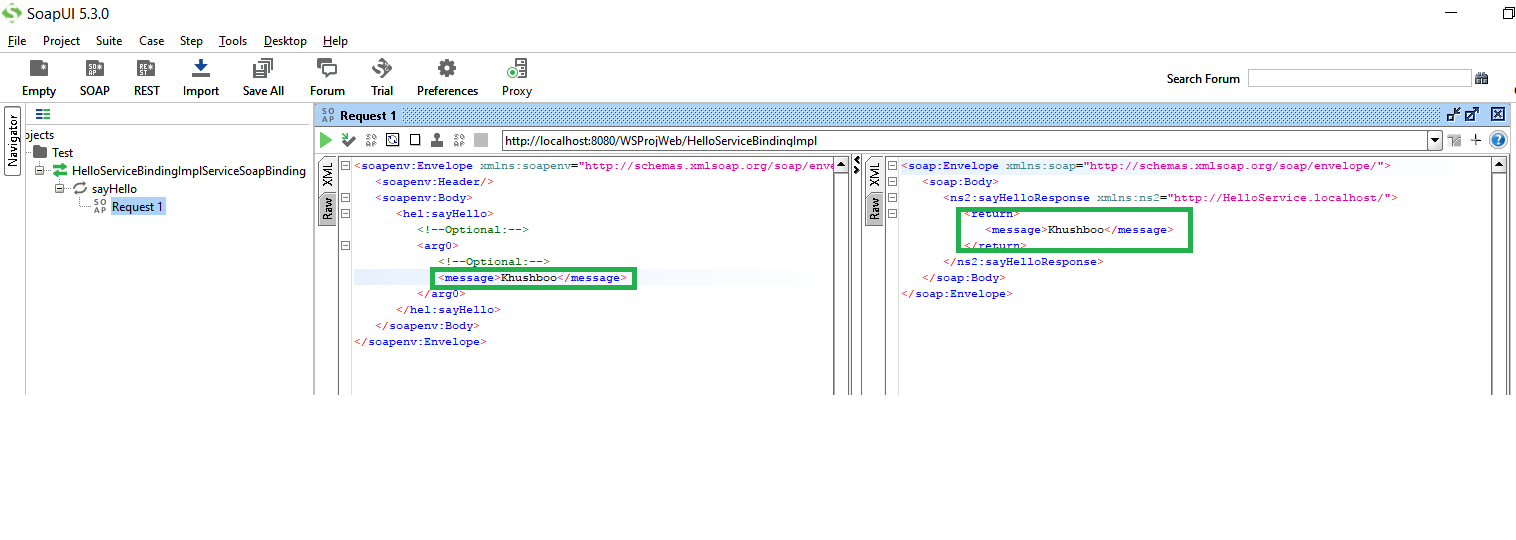 SoapUI 5.3.0
File Project Suite Case Step Tools Desktop Help
Empty SOAP REST Import Save All Forum Trial Preferences Proxy
Search Forum
Navigator
ojects
Test
HelloServiceBindingImplServiceSoapBinding
sayHello
SO AP Request 1
SO AP Request 1
http://localhost:8080/WSProjWeb/HelloServiceBindingImpl
XML
Raw
<soapenv:Envelope xmlns:soapenv="http://schemas.xmlsoap.org/soap/enve
<soapenv:Header/>
<soapenv:Body>
<hel:sayHello>
<!--Optional:-->
<arg0>
<!--Optional:-->
<message>Khushboo</message>
</arg0>
</hel:sayHello>
</soapenv:Body>
</soapenv:Envelope>
XML
Raw
<soap:Envelope xmlns:soap="http://schemas.xmlsoap.org/soap/envelope/">
<soap:Body>
<ns2:sayHelloResponse xmlns:ns2="http://HelloService.localhost/">
<return>
<message>Khushboo</message>
</return>
</ns2:sayHelloResponse>
</soap:Body>
</soap:Envelope>